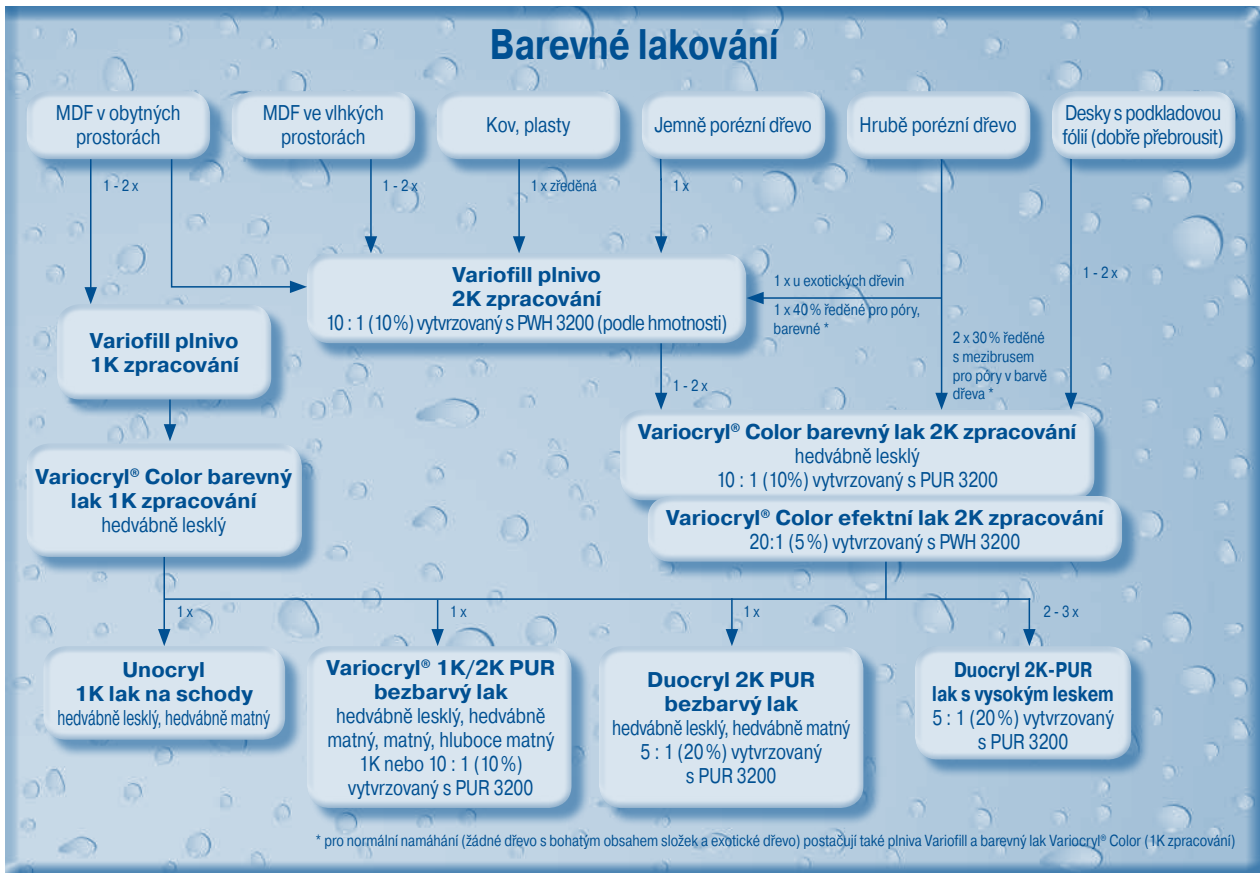 Barevné lakování
MDF v obytných
prostorách
MDF ve vlhkých
prostorách
Kov, plasty
Jemně porézní dřevo
Hrubě porézní dřevo
Desky s podkladovou
fólií (dobře přebrousit)
1 - 2 x
1 - 2 x
1 x zředěná
1 x
1 - 2 x
Variofill plnivo
2K zpracování
10 : 1 (10%) vytvrzovaný s PWH 3200 (podle hmotnosti)
1 x u exotických dřevin
1 x 40% ředěné pro póry,
barevné *
2 x 30% ředěné
s mezibrusem
pro póry v barvě
dřeva *
Variofill plnivo
1K zpracování
1 - 2 x
Variocryl® Color barevný lak 2K zpracování
hedvábně lesklý
10 : 1 (10%) vytvrzovaný s PUR 3200
Variocryl® Color barevný
lak 1K zpracování
hedvábně lesklý
Variocryl® Color efektní lak 2K zpracování
20:1 (5%) vytvrzovaný s PWH 3200
1 x
1 x
1 x
2 - 3 x
Unocryl
1K lak na schody
hedvábně lesklý, hedvábně matný
Variocryl® 1K/2K PUR
bezbarvý lak
hedvábně lesklý, hedvábně
matný, matný, hluboce matný
1K nebo 10 : 1 (10%)
vytvrzovaný s PUR 3200
Duocryl 2K PUR
bezbarvý lak
hedvábně lesklý, hedvábně matný
5 : 1 (20%) vytvrzovaný
s PUR 3200
Duocryl 2K-PUR
lak s vysokým leskem
5 : 1 (20%) vytvrzovaný
s PUR 3200
* pro normální namáhání (žádné dřevo s bohatým obsahem složek a exotické dřevo) postačují také plniva Variofill a barevný lak Variocryl® Color (1K zpracování)